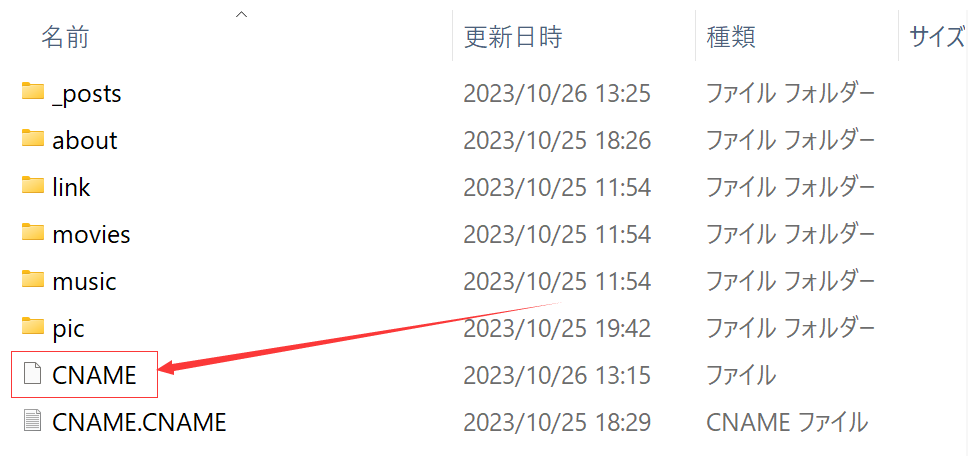 名前 更新日時 種類 サイズ
_posts 2023/10/26 13:25 ファイル フォルダー
about 2023/10/25 18:26 ファイル フォルダー
link 2023/10/25 11:54 ファイル フォルダー
movies 2023/10/25 11:54 ファイル フォルダー
music 2023/10/25 11:54 ファイル フォルダー
pic 2023/10/25 19:42 ファイル フォルダー
CNAME 2023/10/26 13:15 ファイル
CNAME.CNAME 2023/10/25 18:29 CNAME ファイル